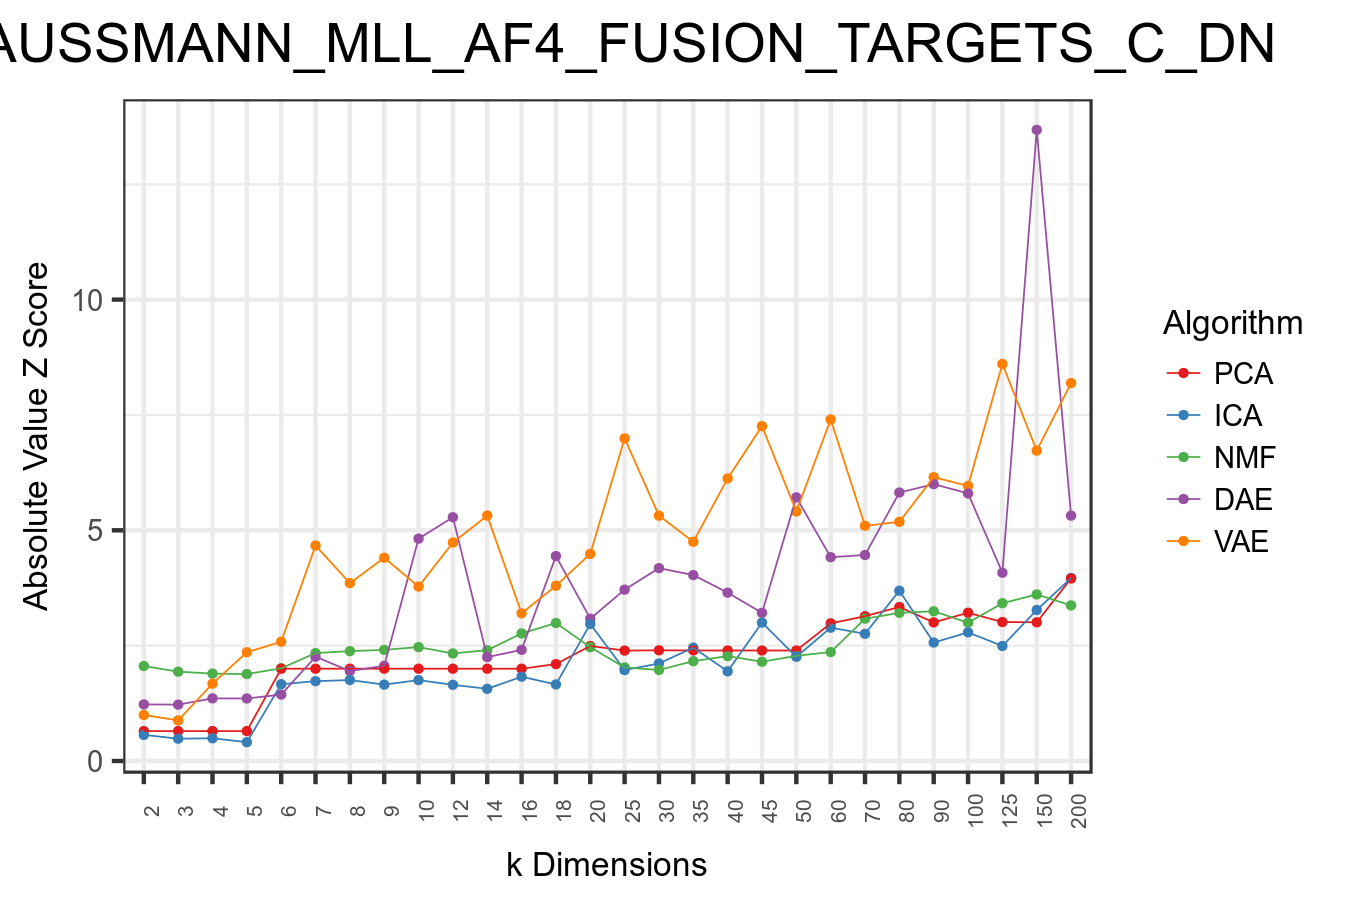 AUSSMANN_MLL_AF4_FUSION_TARGETS_C_DN
Absolute Value Z Score
10
5
0
2 3 4 5 6 7 8 9 10 12 14 16 18 20 25 30 35 40 45 50 60 70 80 90 100 125 150 200
k Dimensions
Algorithm
PCA
ICA
NMF
DAE
VAE